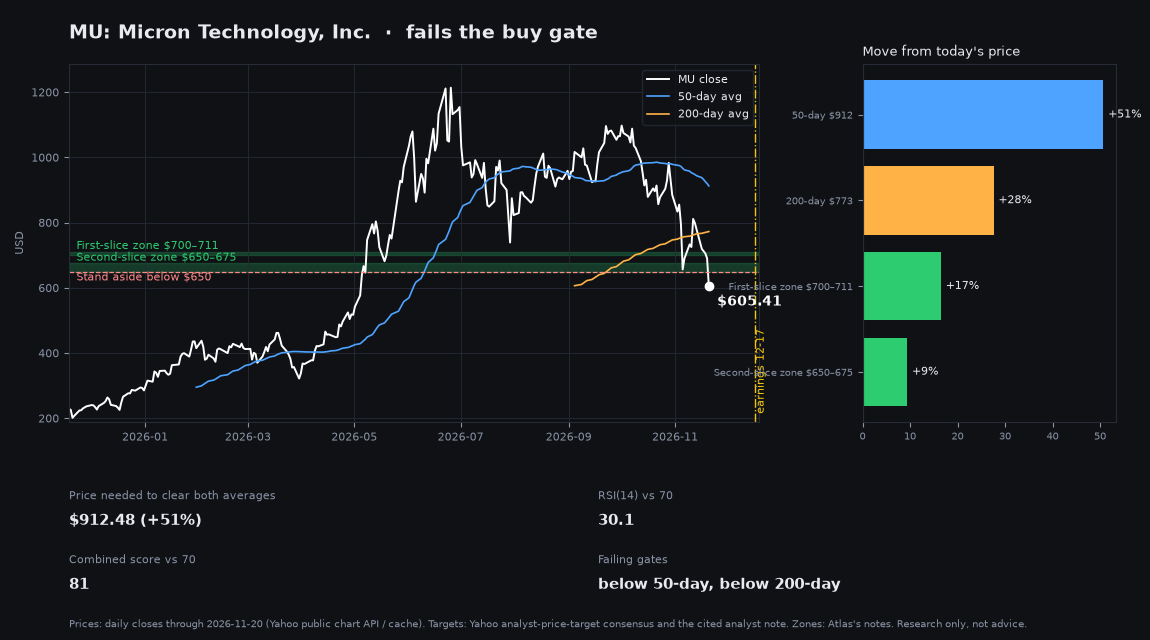 MU: Micron Technology, Inc. · fails the buy gate
Move from today's price
MU close
50-day avg
200-day avg
USD
1200
1000
800
600
400
200
First-slice zone $700–711
Second-slice zone $650–675
Stand aside below $650
$605.41
earnings 12-17
2026-01
2026-03
2026-05
2026-07
2026-09
2026-11
50-day $912
+51%
200-day $773
+28%
First-slice zone $700–711
+17%
Second-slice zone $650–675
+9%
0
10
20
30
40
50
Price needed to clear both averages
$912.48 (+51%)
RSI(14) vs 70
30.1
Combined score vs 70
81
Failing gates
below 50-day, below 200-day
Prices: daily closes through 2026-11-20 (Yahoo public chart API / cache). Targets: Yahoo analyst-price-target consensus and the cited analyst note. Zones: Atlas's notes. Research only, not advice.